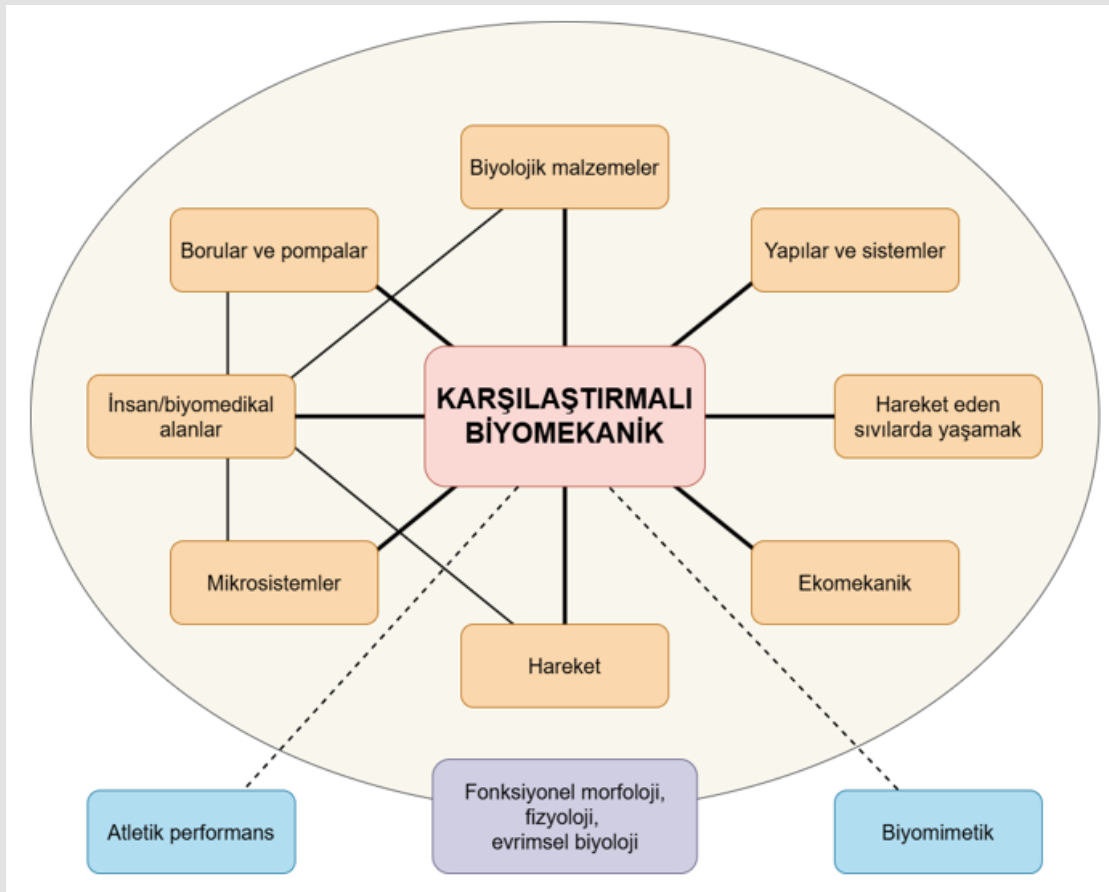 Biyolojik malzemeler
Borular ve pompalar
Yapılar ve sistemler
KARŞILAŞTIRMALI
BİYOMEKANİK
İnsan/biyomedikal
alanlar
Hareket eden
sıvılarda yaşamak
Mikrosistemler
Ekomekanik
Hareket
Atletik performans
Fonksiyonel morfoloji,
fizyoloji,
evrimsel biyoloji
Biyomimetik